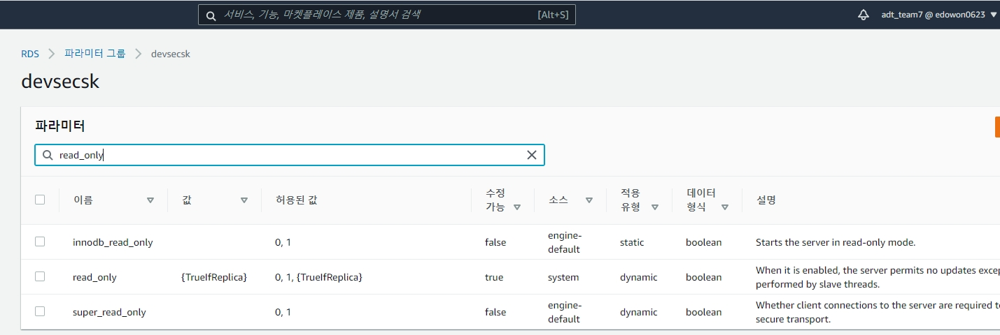 서비스, 기능, 마켓플레이스 제품, 설명서 검색 [Alt+S] adt_team7 @ edowon0623
RDS 파라미터 그룹 devsecsk
devsecsk
파라미터
read_only
이름 값 허용된 값 수정 가능 소스 적용 유형 데이터 형식 설명
innodb_read_only 0, 1 false engine-default static boolean Starts the server in read-only mode.
read_only {TrueIfReplica} 0, 1, {TrueIfReplica} true system dynamic boolean When it is enabled, the server permits no updates excep
performed by slave threads.
super_read_only 0, 1 false engine-default dynamic boolean Whether client connections to the server are required t
secure transport.